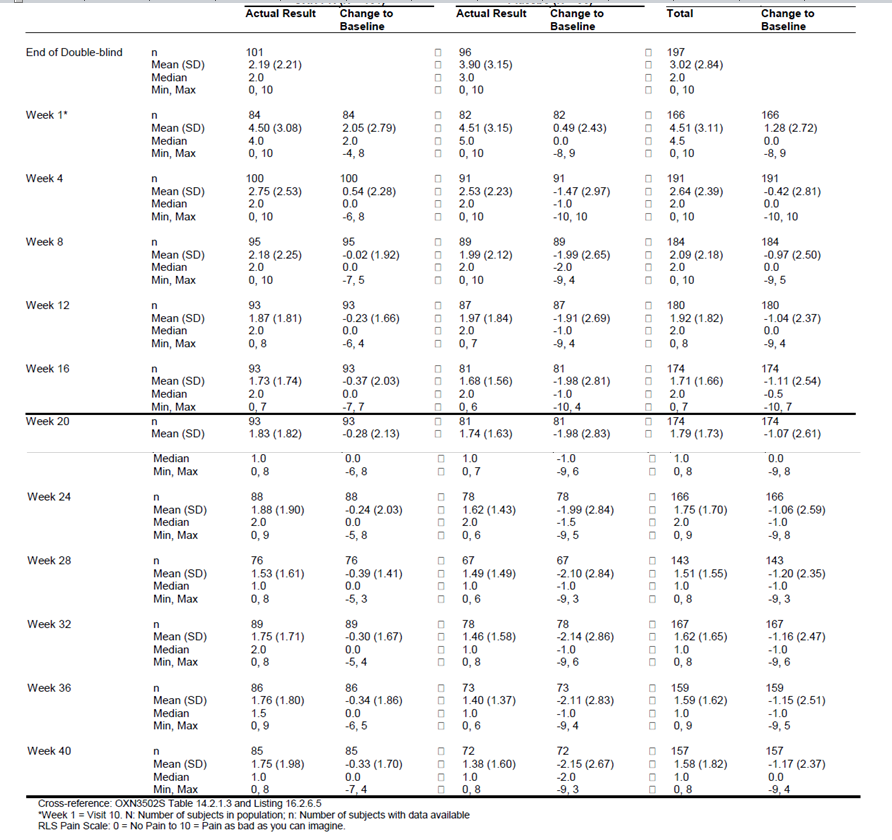 Actual Result Change to Baseline Actual Result Change to Baseline Total Change to Baseline
End of Double-blind n 101 96 197
Mean (SD) 2.19 (2.21) 3.90 (3.15) 3.02 (2.84)
Median 2.0 3.0 2.0
Min, Max 0, 10 0, 10 0, 10
Week 1* n 84 84 82 82 166 166
Mean (SD) 4.50 (3.08) 2.05 (2.79) 4.51 (3.15) 0.49 (2.43) 4.51 (3.11) 1.28 (2.72)
Median 4.0 2.0 5.0 0.0 4.5 0.0
Min, Max 0, 10 -4, 8 0, 10 -8, 9 0, 10 -8, 9
Week 4 n 100 100 91 91 191 191
Mean (SD) 2.75 (2.53) 0.54 (2.28) 2.53 (2.23) -1.47 (2.97) 2.64 (2.39) -0.42 (2.81)
Median 2.0 0.0 2.0 -1.0 2.0 0.0
Min, Max 0, 10 -6, 8 0, 10 -10, 10 0, 10 -10, 10
Week 8 n 95 95 89 89 184 184
Mean (SD) 2.18 (2.25) -0.02 (1.92) 1.99 (2.12) -1.99 (2.65) 2.09 (2.18) -0.97 (2.50)
Median 2.0 0.0 2.0 -2.0 2.0 0.0
Min, Max 0, 10 -7, 5 0, 10 -9, 4 0, 10 -9, 5
Week 12 n 93 93 87 87 180 180
Mean (SD) 1.87 (1.81) -0.23 (1.66) 1.97 (1.84) -1.91 (2.69) 1.92 (1.82) -1.04 (2.37)
Median 2.0 0.0 2.0 -1.0 2.0 0.0
Min, Max 0, 8 -6, 4 0, 7 -9, 4 0, 8 -9, 4
Week 16 n 93 93 81 81 174 174
Mean (SD) 1.73 (1.74) -0.37 (2.03) 1.68 (1.56) -1.98 (2.81) 1.71 (1.66) -1.11 (2.54)
Median 2.0 0.0 2.0 -1.0 2.0 -0.5
Min, Max 0, 7 -7, 7 0, 6 -10, 4 0, 7 -10, 7
Week 20 n 93 93 81 81 174 174
Mean (SD) 1.83 (1.82) -0.28 (2.13) 1.74 (1.63) -1.98 (2.83) 1.79 (1.73) -1.07 (2.61)
Median 1.0 0.0 1.0 -1.0 1.0 0.0
Min, Max 0, 8 -6, 8 0, 7 -9, 6 0, 8 -9, 8
Week 24 n 88 88 78 78 166 166
Mean (SD) 1.88 (1.90) -0.24 (2.03) 1.62 (1.43) -1.99 (2.84) 1.75 (1.70) -1.06 (2.59)
Median 2.0 0.0 2.0 -1.5 2.0 -1.0
Min, Max 0, 9 -5, 8 0, 6 -9, 5 0, 9 -9, 8
Week 28 n 76 76 67 67 143 143
Mean (SD) 1.53 (1.61) -0.39 (1.41) 1.49 (1.49) -2.10 (2.84) 1.51 (1.55) -1.20 (2.35)
Median 1.0 0.0 1.0 -1.0 1.0 -1.0
Min, Max 0, 8 -5, 3 0, 6 -9, 3 0, 8 -9, 3
Week 32 n 89 89 78 78 167 167
Mean (SD) 1.75 (1.71) -0.30 (1.67) 1.46 (1.58) -2.14 (2.86) 1.62 (1.65) -1.16 (2.47)
Median 2.0 0.0 1.0 -1.0 1.0 -1.0
Min, Max 0, 8 -5, 4 0, 8 -9, 6 0, 8 -9, 6
Week 36 n 86 86 73 73 159 159
Mean (SD) 1.76 (1.80) -0.34 (1.86) 1.40 (1.37) -2.11 (2.83) 1.59 (1.62) -1.15 (2.51)
Median 1.5 0.0 1.0 -1.0 1.0 -1.0
Min, Max 0, 9 -6, 5 0, 6 -9, 4 0, 9 -9, 5
Week 40 n 85 85 72 72 157 157
Mean (SD) 1.75 (1.98) -0.33 (1.70) 1.38 (1.60) -2.15 (2.67) 1.58 (1.82) -1.17 (2.37)
Median 1.0 0.0 1.0 -2.0 1.0 0.0
Min, Max 0, 8 -7, 4 0, 8 -9, 3 0, 8 -9, 4
Cross-reference: OXN3502S Table 14.2.1.3 and Listing 16.2.6.5
*Week 1 = Visit 10. N: Number of subjects in population; n: Number of subjects with data available
RLS Pain Scale: 0 = No Pain to 10 = Pain as bad as you can imagine.